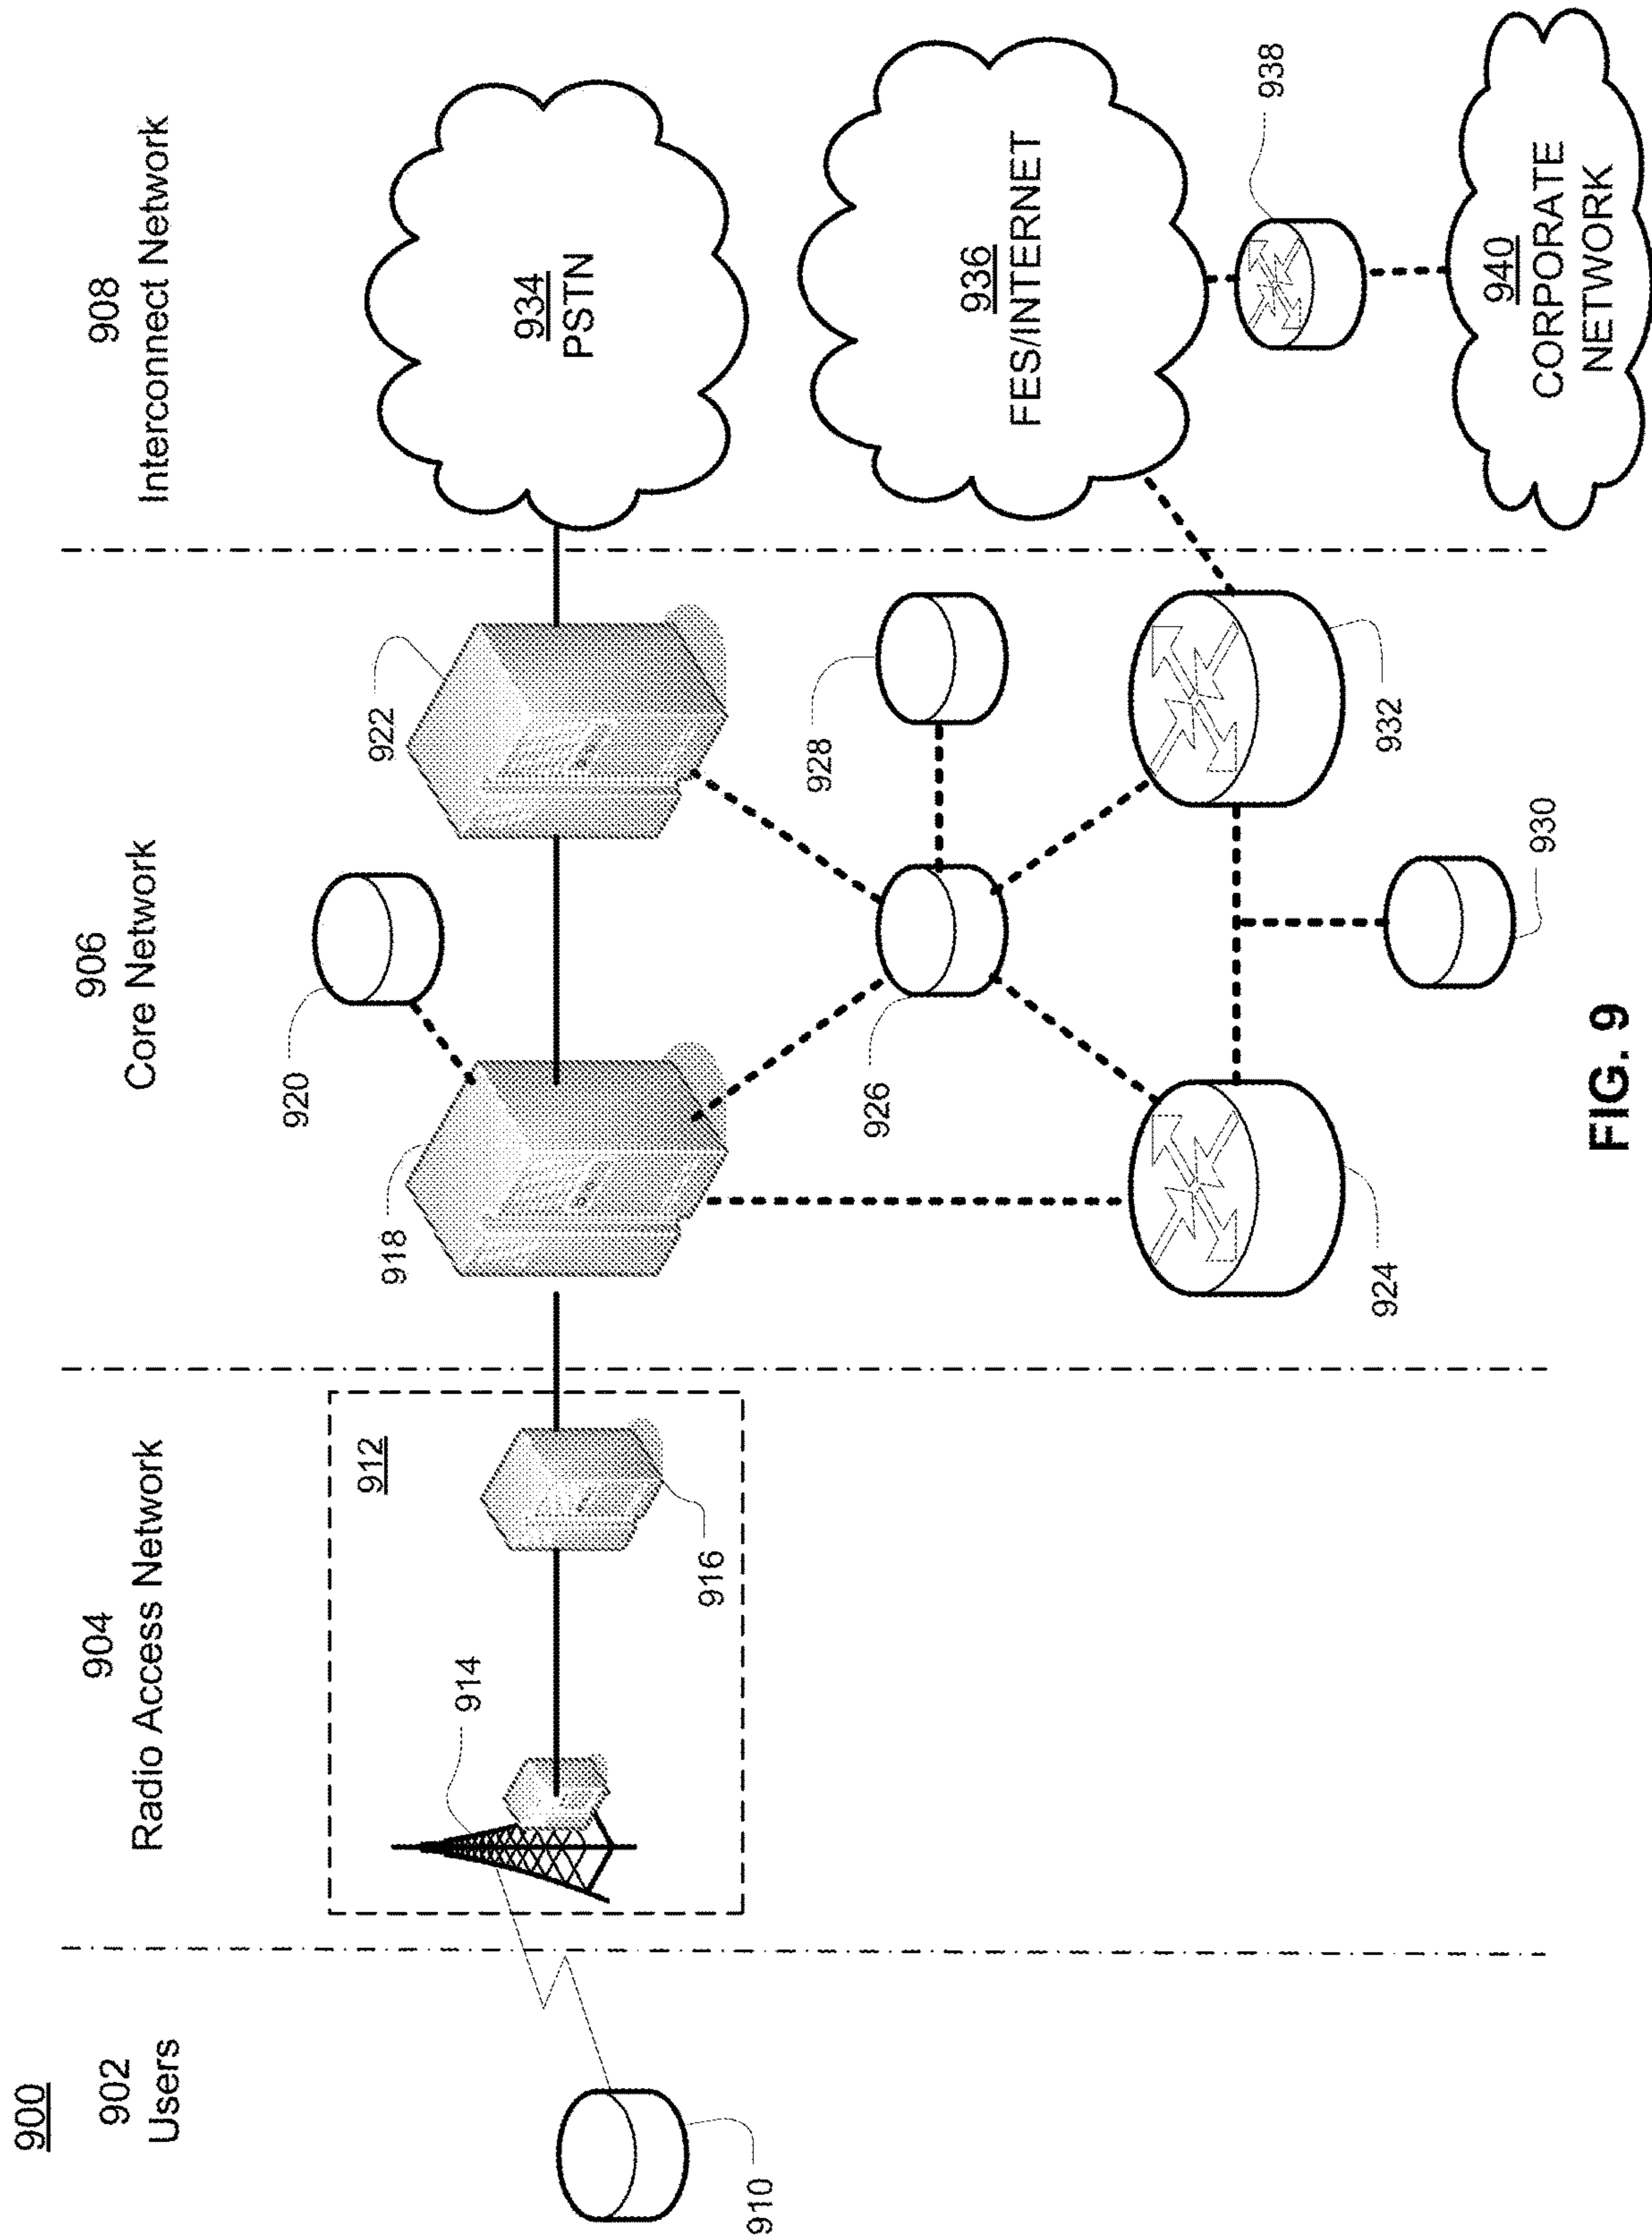 900
902
Users
904
Radio Access Network
906
Core Network
908
Interconnect Network
910
912
914
916
918
920
922
924
926
928
930
932
934
PSTN
936
FES/INTERNET
938
940
CORPORATE
NETWORK
FIG. 9